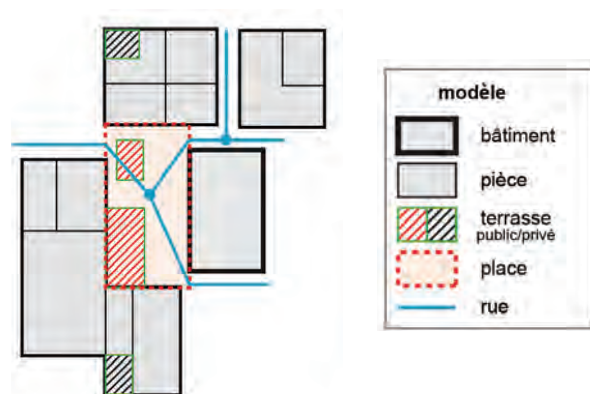 modèle
bâtiment
pièce
terrasse
public/privé
place
rue